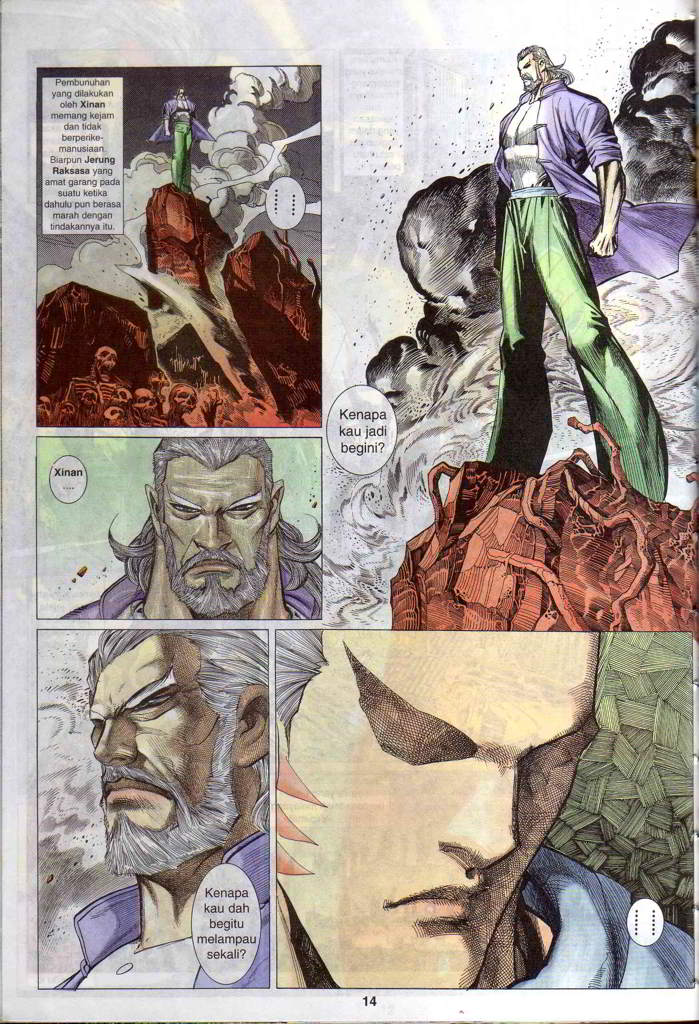 Pembunuhan
yang dilakukan
oleh Xinan
memang kejam
dan tidak
berperike-
manusiaan.
Biarpun Jerung
Raksasa yang
amat garang pada
suatu ketika
dahulu pun berasa
marah dengan
tindakannya itu.
......
Kenapa
kau jadi
begini?
Xinan
....
Kenapa
kau dah
begitu
melampau
sekali?
......
14